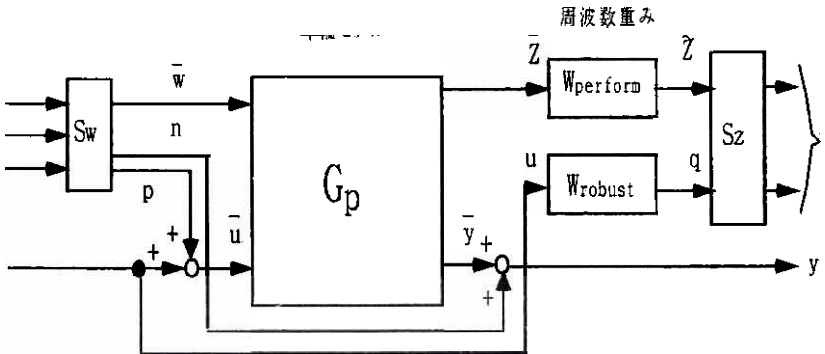 周波数重み
w̄
Z̄
Wperform
Z̃
Sw
n
Sz
Gp
u
Wrobust
q
p
+
ū
ȳ
+
+
y
+